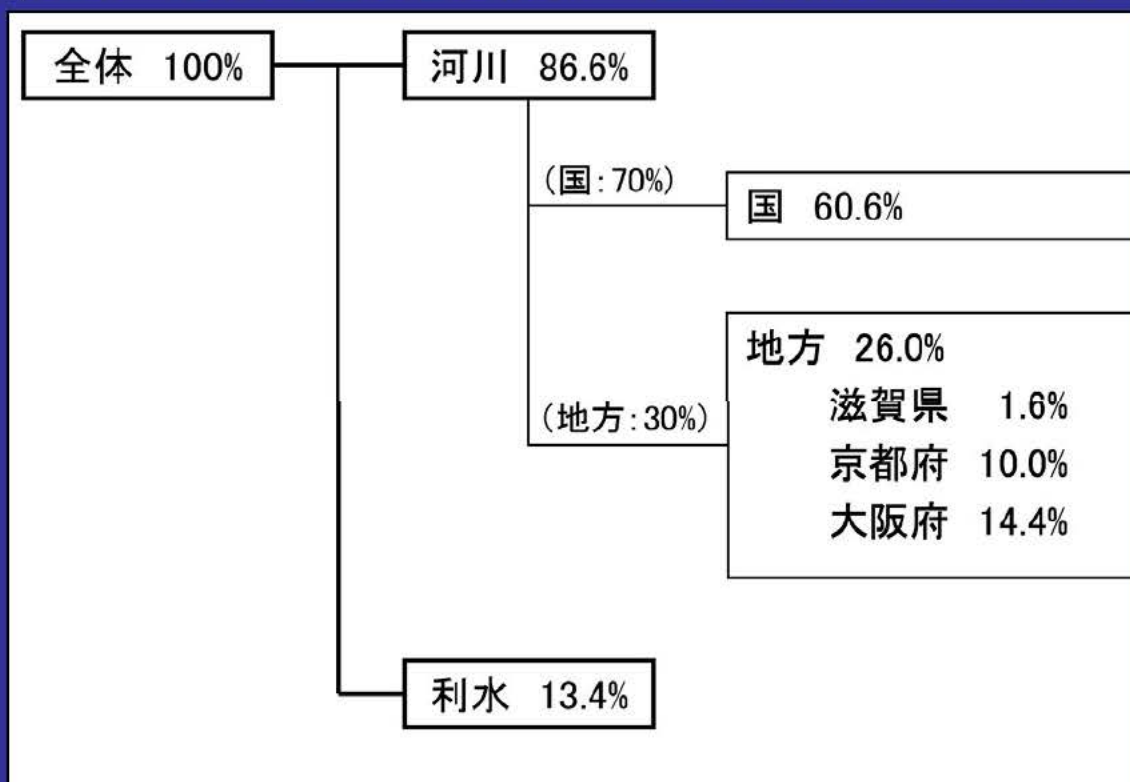 全体 100%
河川 86.6%
(国:70%)
国 60.6%
地方 26.0%
滋賀県 1.6%
(地方:30%)
京都府 10.0%
大阪府 14.4%
利水 13.4%